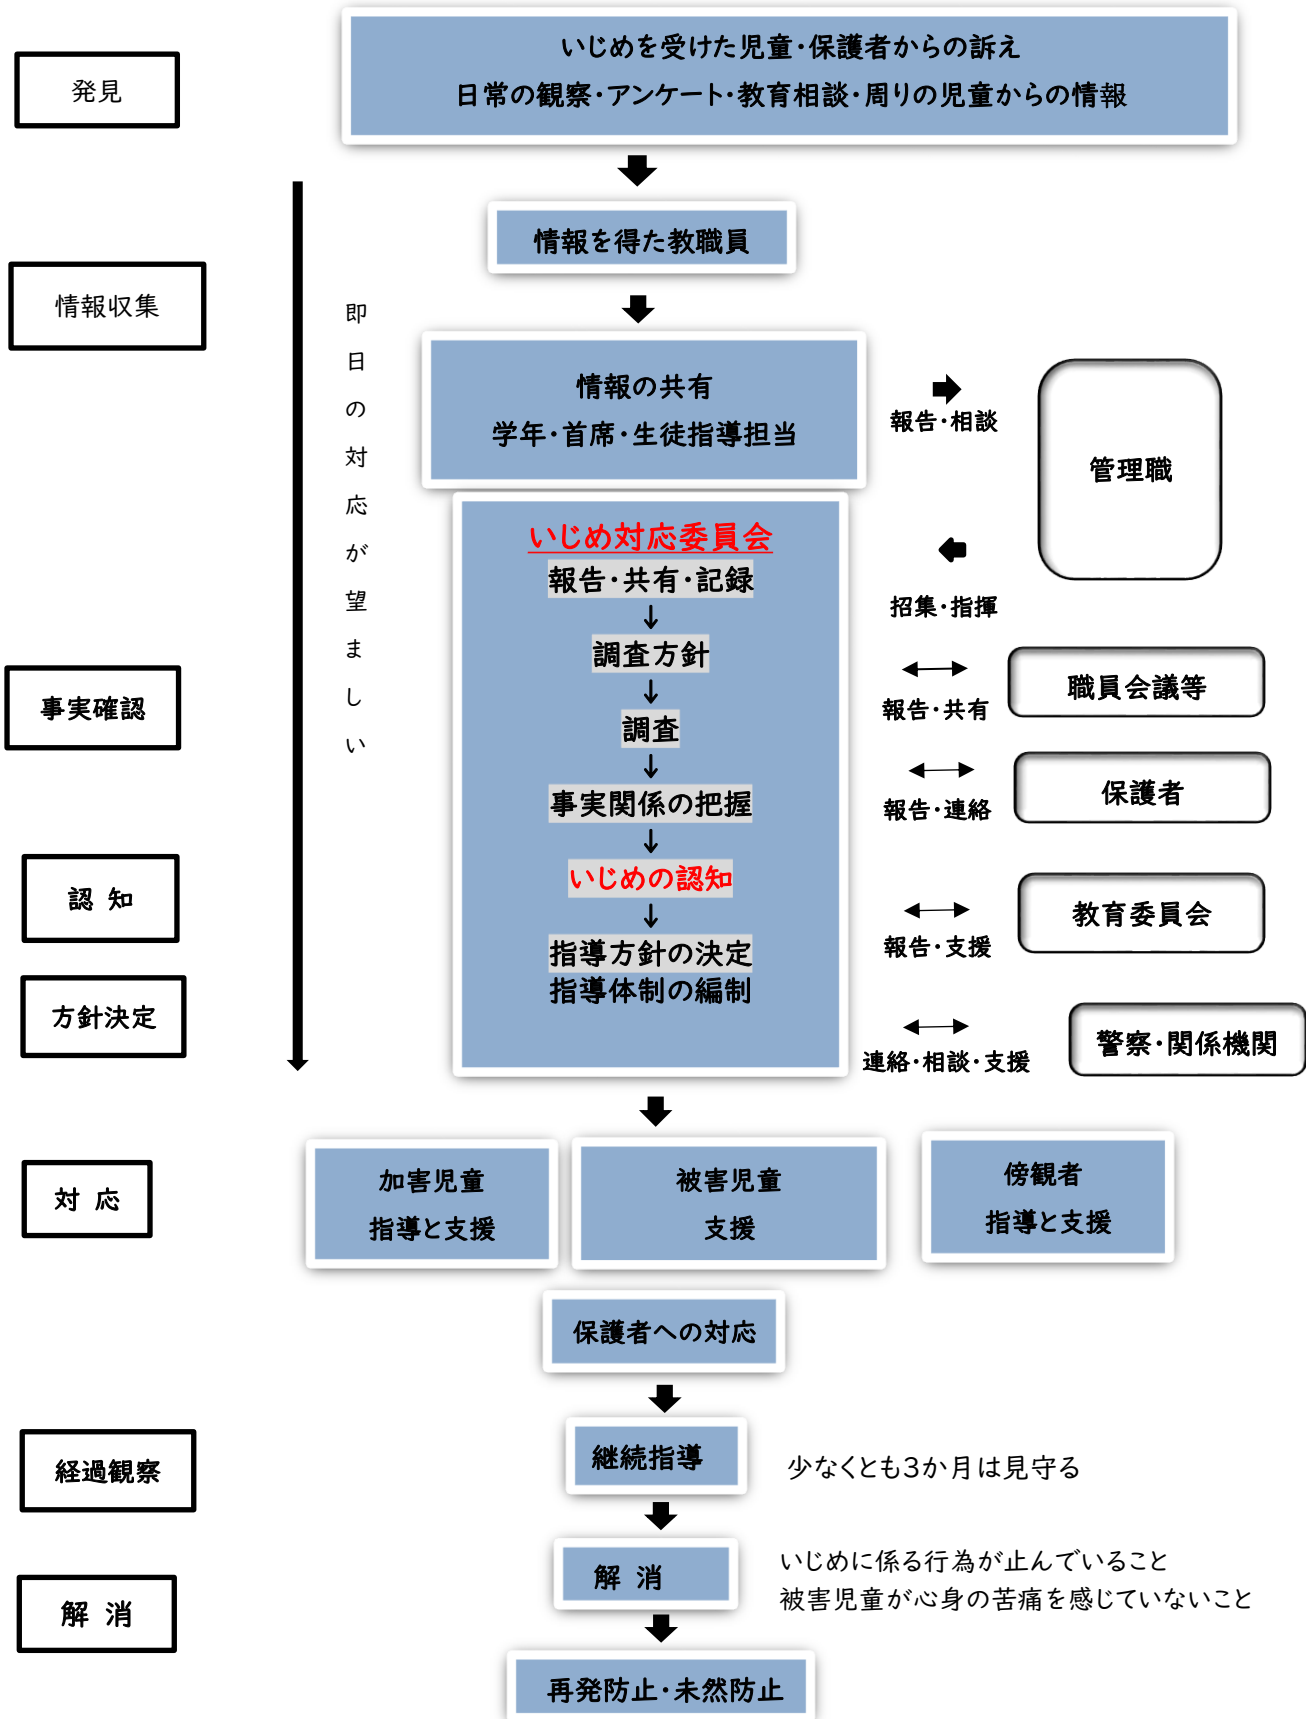 発見
いじめを受けた児童・保護者からの訴え
日常の観察・アンケート・教育相談・周りの児童からの情報
情報を得た教職員
情報収集
即日の対応が望ましい
情報の共有
学年・首席・生徒指導担当
報告・相談
管理職
招集・指揮
いじめ対応委員会
報告・共有・記録
↓
調査方針
↓
調査
↓
事実関係の把握
↓
いじめの認知
↓
指導方針の決定
指導体制の編制
事実確認
報告・共有
職員会議等
報告・連絡
保護者
認 知
報告・支援
教育委員会
方針決定
連絡・相談・支援
警察・関係機関
対 応
加害児童
指導と支援
被害児童
支援
傍観者
指導と支援
保護者への対応
経過観察
継続指導
少なくとも3か月は見守る
解 消
解 消
いじめに係る行為が止んでいること
被害児童が心身の苦痛を感じていないこと
再発防止・未然防止